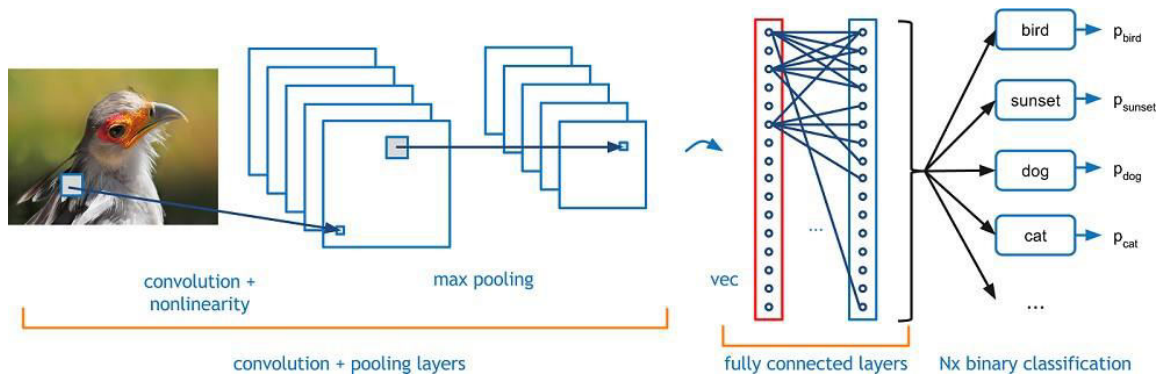 bird
p_bird
sunset
p_sunset
dog
p_dog
cat
p_cat
...
...
convolution +
nonlinearity
max pooling
vec
convolution + pooling layers
fully connected layers
Nx binary classification